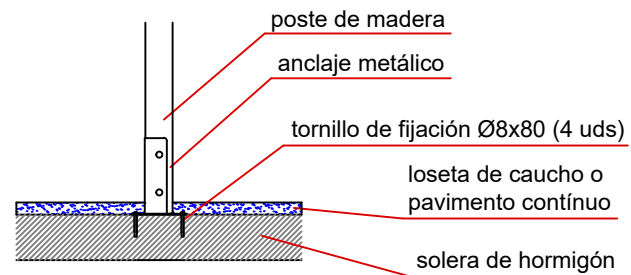 poste de madera
anclaje metálico
tornillo de fijación Ø8x80 (4 uds)
loseta de caucho o
pavimento contínuo
solera de hormigón